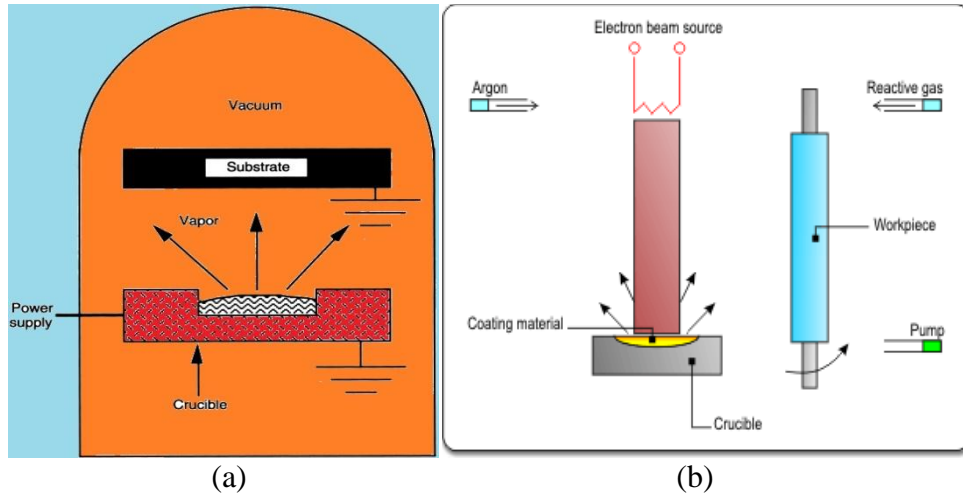 Vacuum
Substrate
Vapor
Power
supply
Crucible
(a)
Electron beam source
Argon
Reactive gas
Workpiece
Coating material
Pump
Crucible
(b)